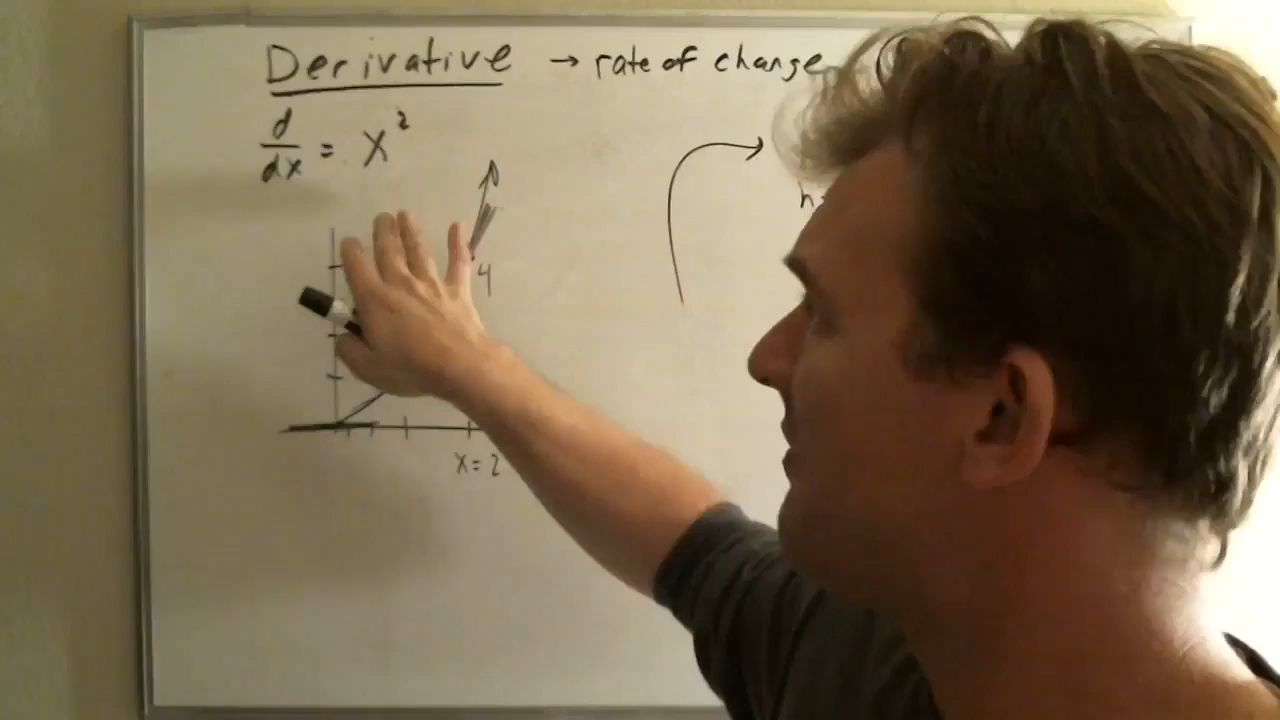 Derivative → rate of change
d/dx = x²
4
x=2